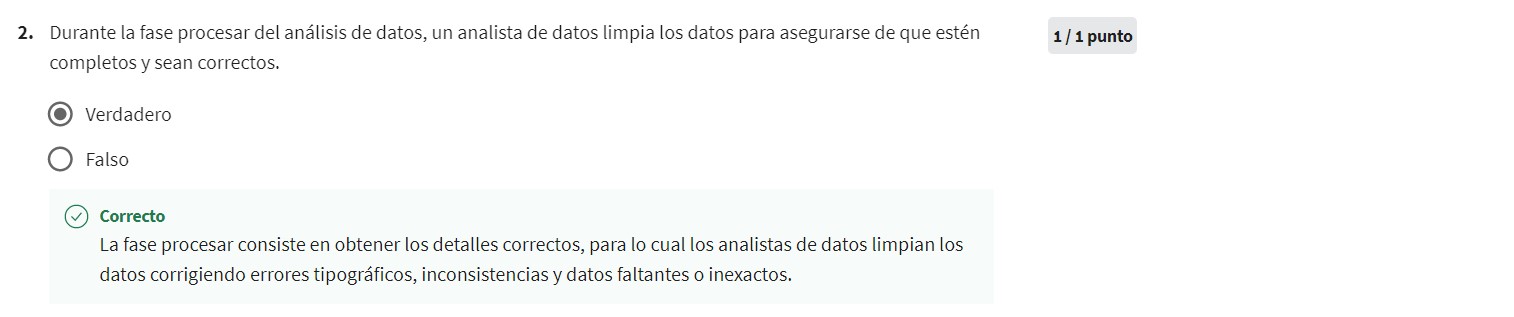 2. Durante la fase procesar del análisis de datos, un analista de datos limpia los datos para asegurarse de que estén
completos y sean correctos.
1 / 1 punto
Verdadero
Falso
Correcto
La fase procesar consiste en obtener los detalles correctos, para lo cual los analistas de datos limpian los
datos corrigiendo errores tipográficos, inconsistencias y datos faltantes o inexactos.